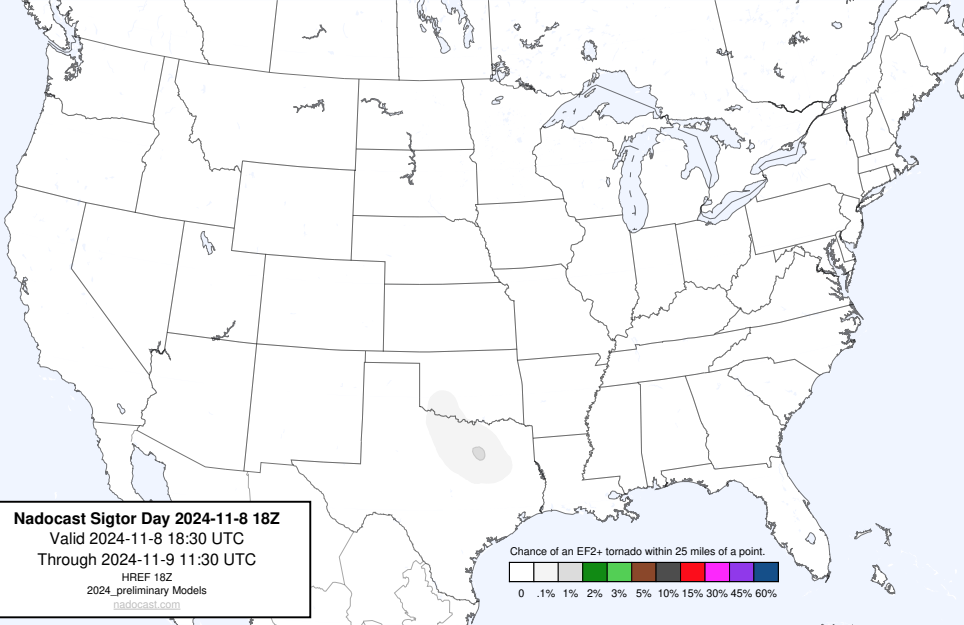 Nadocast Sigtor Day 2024-11-8 18Z
Valid 2024-11-8 18:30 UTC
Through 2024-11-9 11:30 UTC
HREF 18Z
2024_preliminary Models
nadocast.com
Chance of an EF2+ tornado within 25 miles of a point.
0 .1% 1% 2% 3% 5% 10% 15% 30% 45% 60%